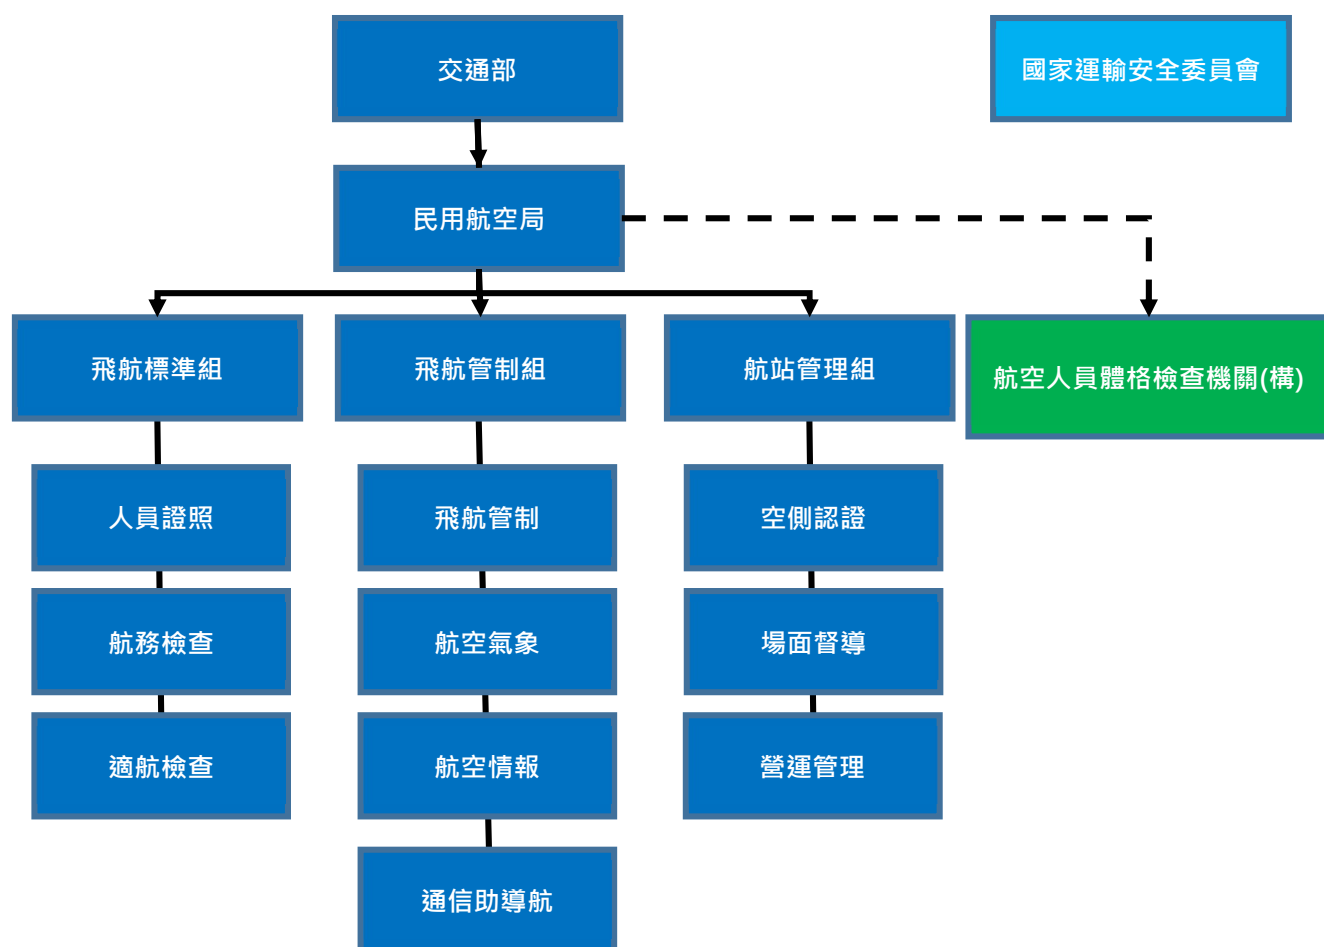 交通部
國家運輸安全委員會
民用航空局
飛航標準組
飛航管制組
航站管理組
航空人員體格檢查機關(構)
人員證照
飛航管制
空側認證
航務檢查
航空氣象
場面督導
適航檢查
航空情報
營運管理
通信助導航